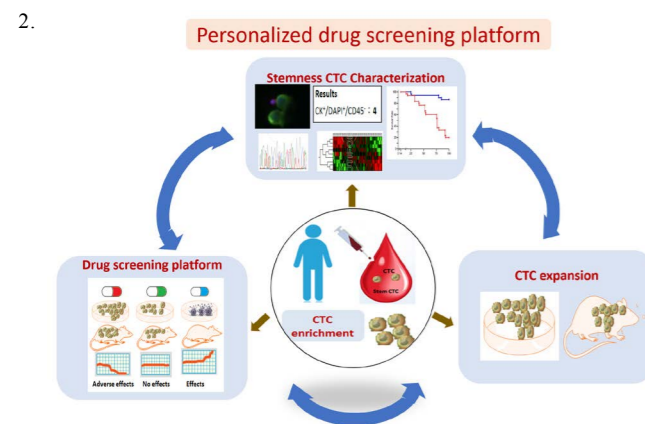 2.
Personalized drug screening platform
Stemness CTC Characterization
Results
CK⁺/DAPI⁺/CD45⁻ : 4
Drug screening platform
Adverse effects No effects Effects
CTC
Stem CTC
CTC
enrichment
CTC expansion